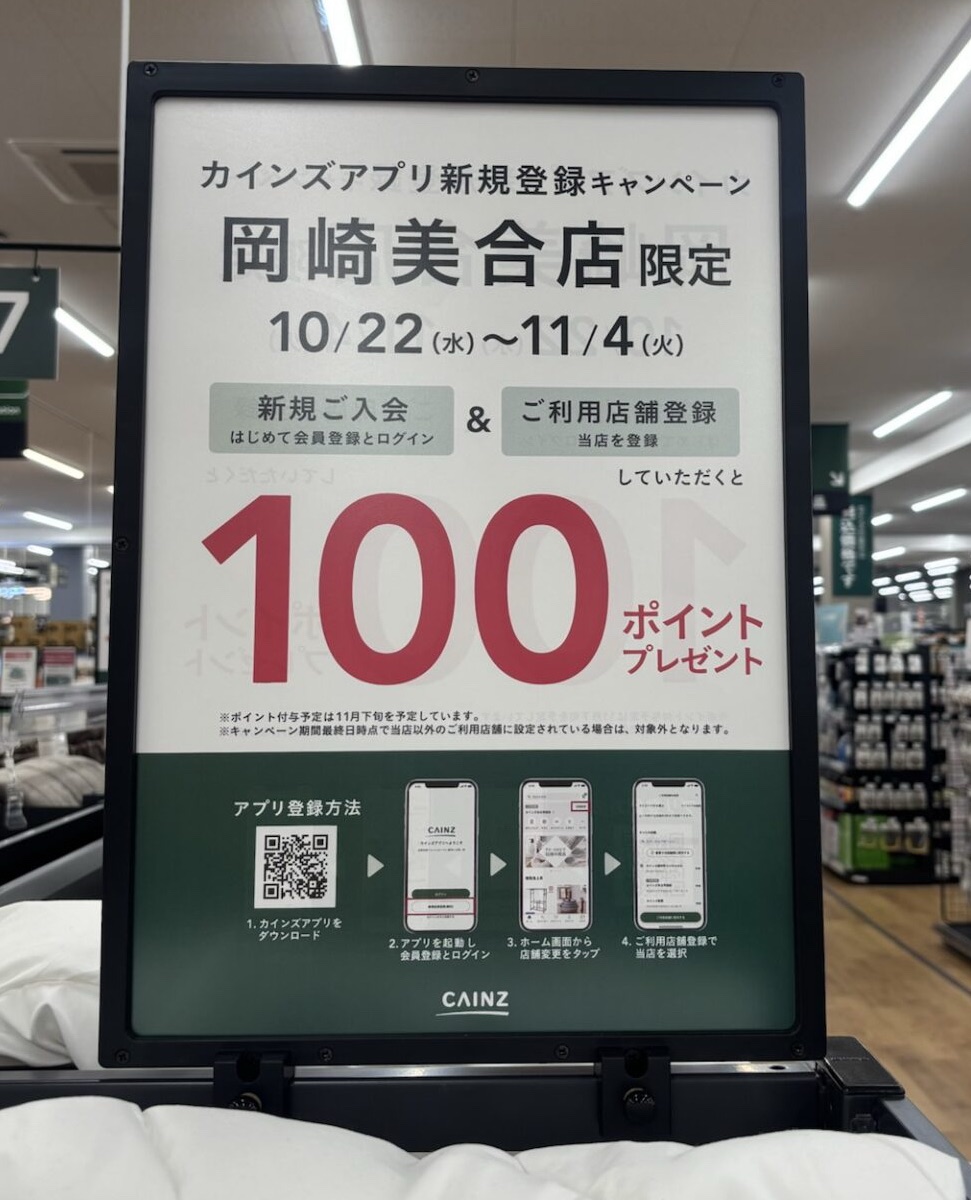 カインズアプリ新規登録キャンペーン
岡崎美合店限定
10/22(水)〜11/4(火)
新規ご入会
はじめて会員登録とログイン
&
ご利用店舗登録
当店を登録
していただくと
100
ポイント
プレゼント
※ポイント付与予定は11月下旬を予定しています。
※キャンペーン期間最終日時点で当店以外のご利用店舗に設定されている場合は、対象外となります。
アプリ登録方法
1. カインズアプリを
ダウンロード
CAINZ
2. アプリを起動し
会員登録とログイン
3. ホーム画面から
店舗変更をタップ
4. ご利用店舗登録で
当店を選択
CAINZ
7